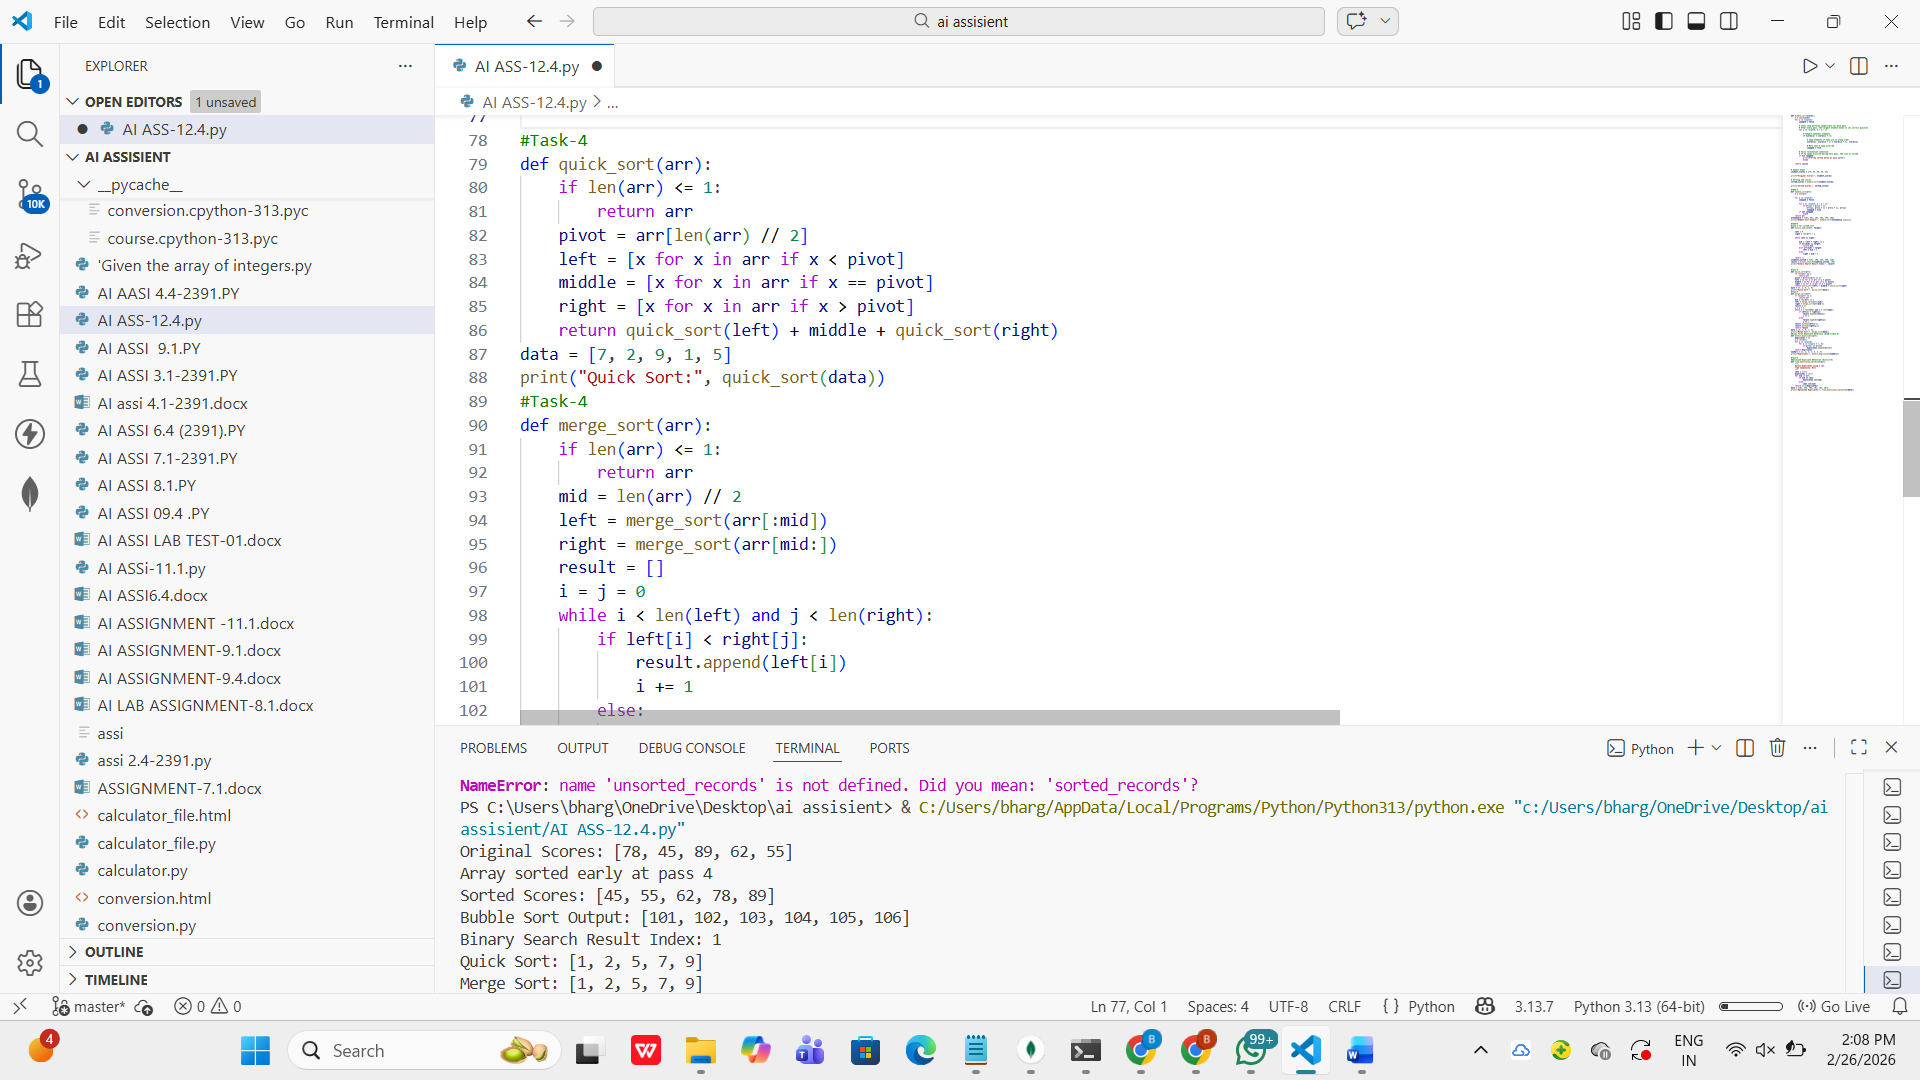 File Edit Selection View Go Run Terminal Help
ai assisient
EXPLORER
OPEN EDITORS 1 unsaved
AI ASS-12.4.py
AI ASSISIENT
__pycache__
conversion.cpython-313.pyc
course.cpython-313.pyc
'Given the array of integers.py
AI AASI 4.4-2391.PY
AI ASS-12.4.py
AI ASSI 9.1.PY
AI ASSI 3.1-2391.PY
AI assi 4.1-2391.docx
AI ASSI 6.4 (2391).PY
AI ASSI 7.1-2391.PY
AI ASSI 8.1.PY
AI ASSI 09.4 .PY
AI ASSI LAB TEST-01.docx
AI ASSi-11.1.py
AI ASSI6.4.docx
AI ASSIGNMENT -11.1.docx
AI ASSIGNMENT-9.1.docx
AI ASSIGNMENT-9.4.docx
AI LAB ASSIGNMENT-8.1.docx
assi
assi 2.4-2391.py
ASSIGNMENT-7.1.docx
calculator_file.html
calculator_file.py
calculator.py
conversion.html
conversion.py
OUTLINE
TIMELINE
1
10K
AI ASS-12.4.py
AI ASS-12.4.py > ...
77
78 #Task-4
79 def quick_sort(arr):
80     if len(arr) <= 1:
81         return arr
82     pivot = arr[len(arr) // 2]
83     left = [x for x in arr if x < pivot]
84     middle = [x for x in arr if x == pivot]
85     right = [x for x in arr if x > pivot]
86     return quick_sort(left) + middle + quick_sort(right)
87 data = [7, 2, 9, 1, 5]
88 print("Quick Sort:", quick_sort(data))
89 #Task-4
90 def merge_sort(arr):
91     if len(arr) <= 1:
92         return arr
93     mid = len(arr) // 2
94     left = merge_sort(arr[:mid])
95     right = merge_sort(arr[mid:])
96     result = []
97     i = j = 0
98     while i < len(left) and j < len(right):
99         if left[i] < right[j]:
100             result.append(left[i])
101             i += 1
102         else:
PROBLEMS OUTPUT DEBUG CONSOLE TERMINAL PORTS
Python
NameError: name 'unsorted_records' is not defined. Did you mean: 'sorted_records'?
PS C:\Users\bharg\OneDrive\Desktop\ai assisient> & C:/Users/bharg/AppData/Local/Programs/Python/Python313/python.exe "c:/Users/bharg/OneDrive/Desktop/ai
assisient/AI ASS-12.4.py"
Original Scores: [78, 45, 89, 62, 55]
Array sorted early at pass 4
Sorted Scores: [45, 55, 62, 78, 89]
Bubble Sort Output: [101, 102, 103, 104, 105, 106]
Binary Search Result Index: 1
Quick Sort: [1, 2, 5, 7, 9]
Merge Sort: [1, 2, 5, 7, 9]
master* 0 0
Ln 77, Col 1 Spaces: 4 UTF-8 CRLF { } Python 3.13.7 Python 3.13 (64-bit) Go Live
4
Search
B
B
99+
ENG
IN
2:08 PM
2/26/2026